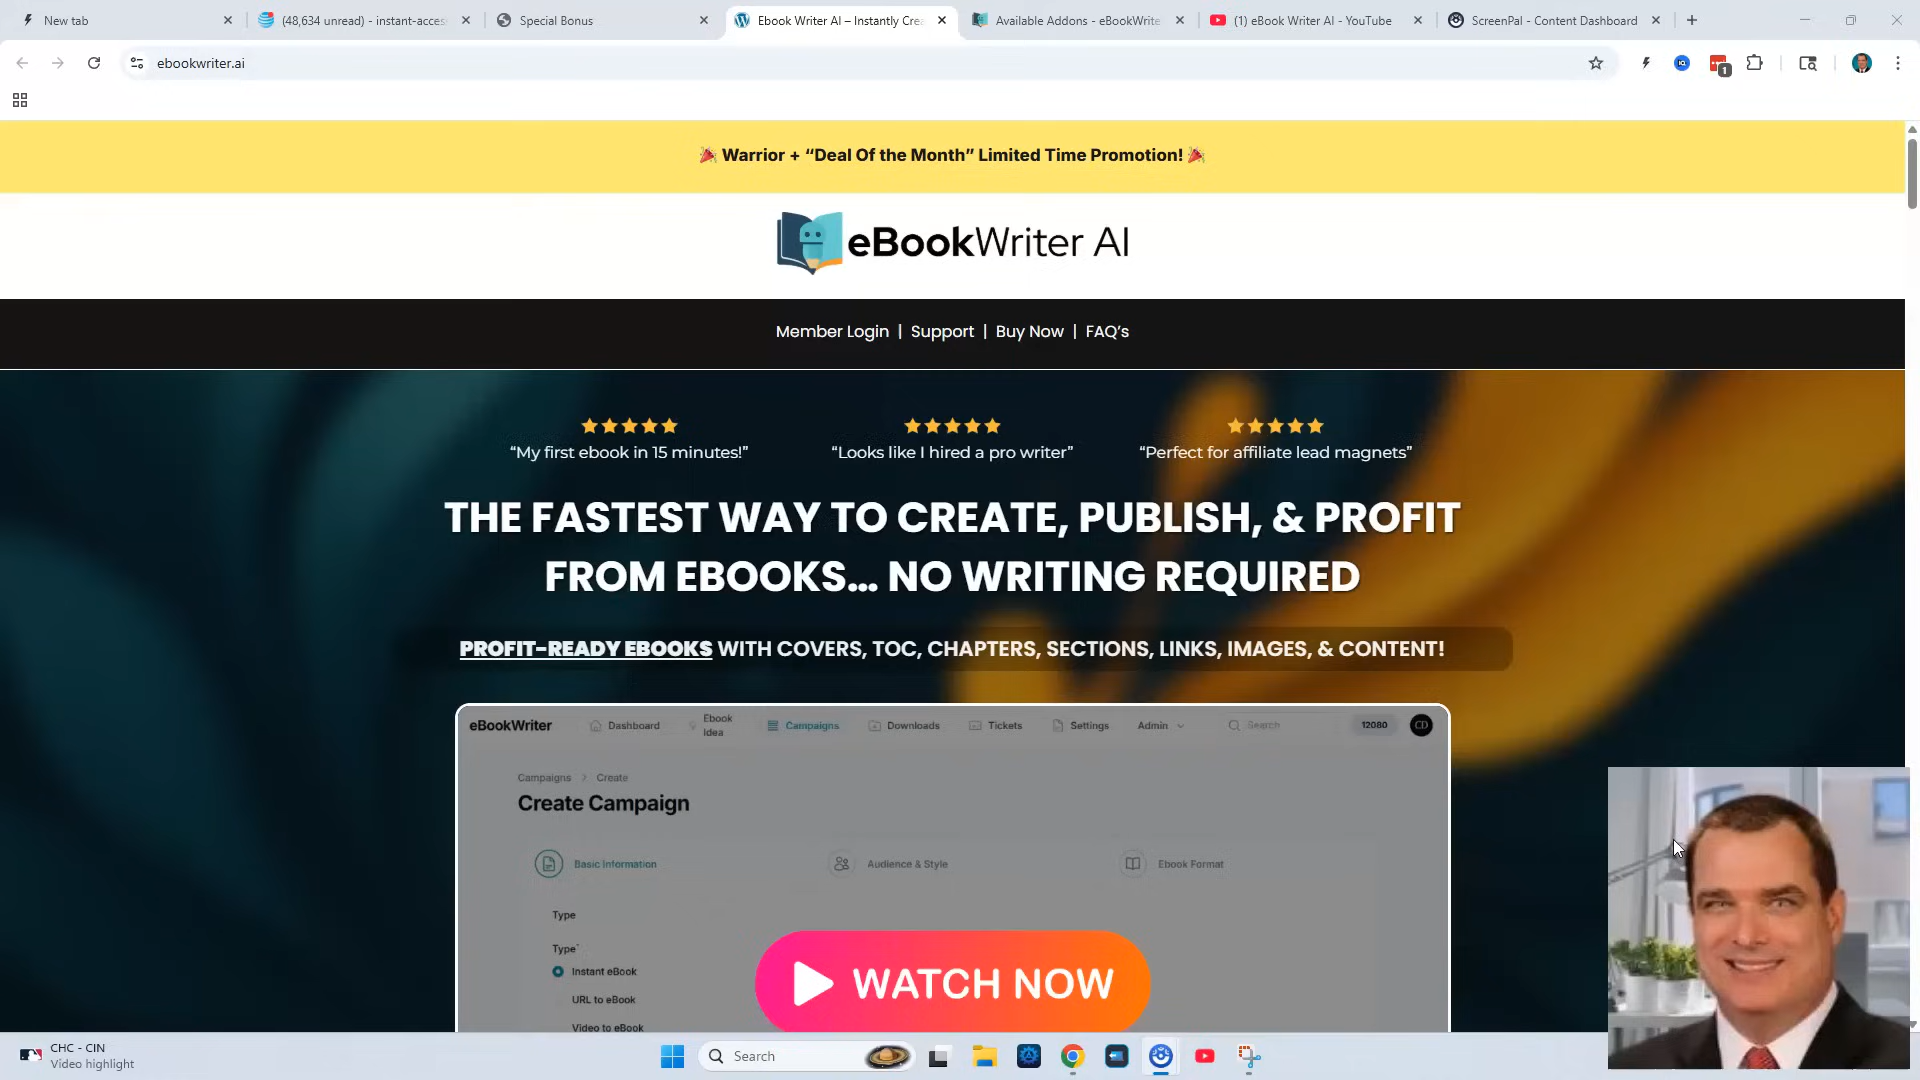 New tab
(48,634 unread) - instant-acces
Special Bonus
Ebook Writer AI – Instantly Crea
Available Addons - eBookWrite
(1) eBook Writer AI - YouTube
ScreenPal - Content Dashboard
ebookwriter.ai
1
🎉 Warrior + “Deal Of the Month” Limited Time Promotion! 🎉
eBookWriter AI
Member Login | Support | Buy Now | FAQ's
“My first ebook in 15 minutes!”
“Looks like I hired a pro writer”
“Perfect for affiliate lead magnets”
THE FASTEST WAY TO CREATE, PUBLISH, & PROFIT
FROM EBOOKS... NO WRITING REQUIRED
PROFIT-READY EBOOKS WITH COVERS, TOC, CHAPTERS, SECTIONS, LINKS, IMAGES, & CONTENT!
eBookWriter
Dashboard
Ebook
Idea
Campaigns
Downloads
Tickets
Settings
Admin
Search
12080
CD
Campaigns > Create
Create Campaign
Basic Information
Audience & Style
Ebook Format
Type
Type*
Instant eBook
URL to eBook
Video to eBook
WATCH NOW
CHC - CIN
Video highlight
Search